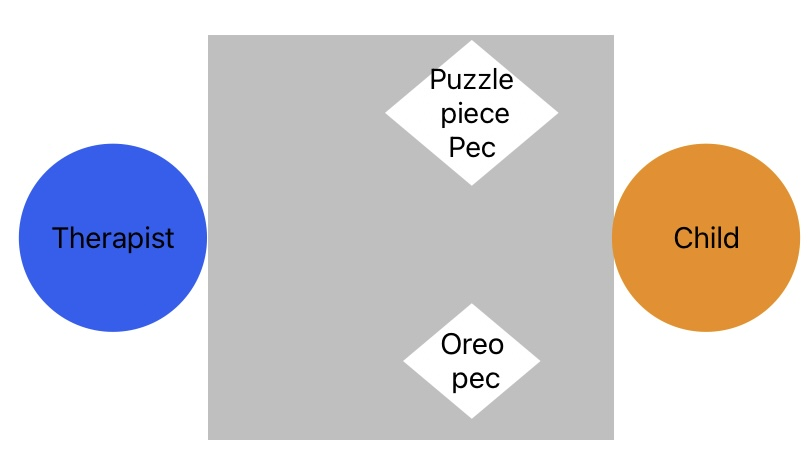 Puzzle
piece
Pec
Therapist
Child
Oreo
pec